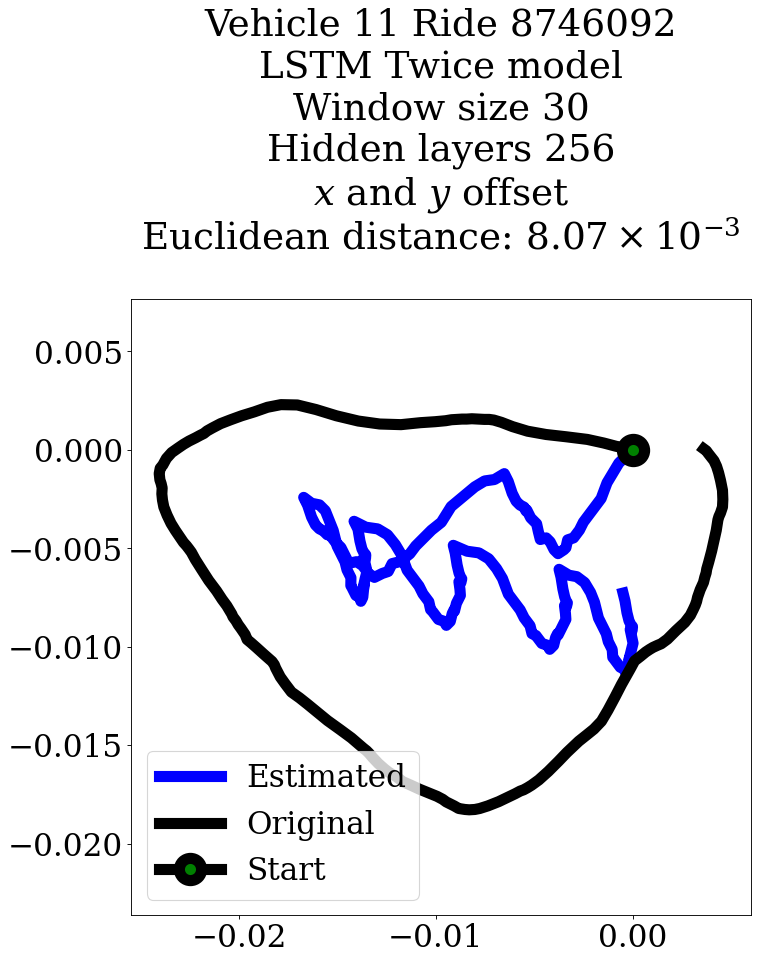 Vehicle 11 Ride 8746092
LSTM Twice model
Window size 30
Hidden layers 256
x and y offset
Euclidean distance: 8.07 × 10⁻³
0.005
0.000
−0.005
−0.010
−0.015
−0.020
Estimated
Original
Start
−0.02 −0.01 0.00